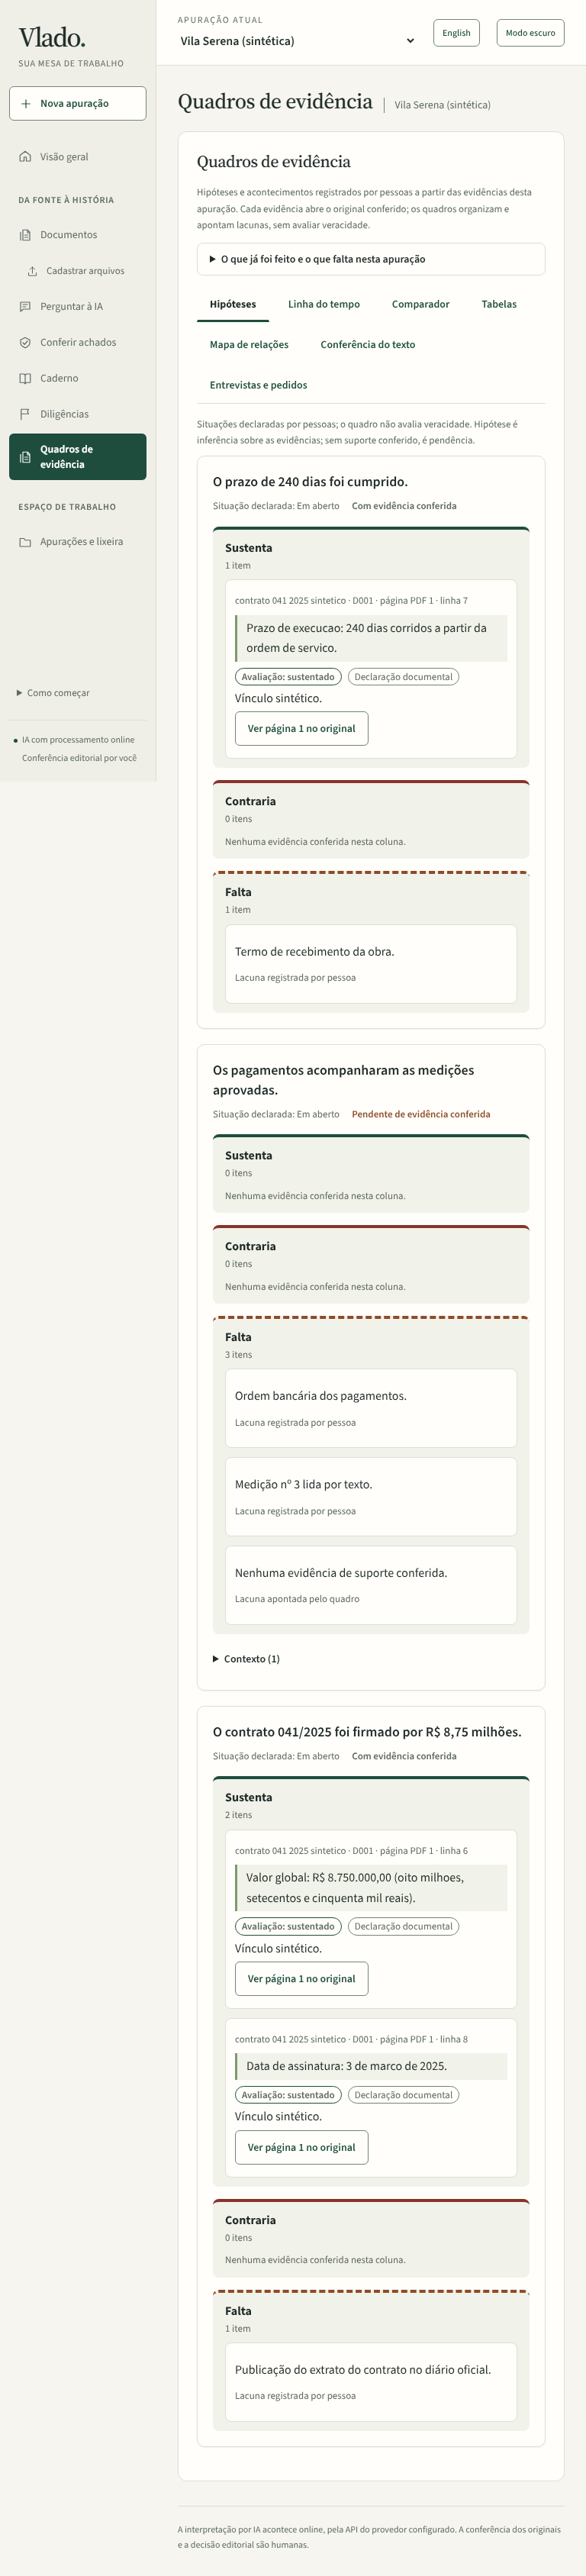 Vlado.
SUA MESA DE TRABALHO
Nova apuração
Visão geral
DA FONTE À HISTÓRIA
Documentos
Cadastrar arquivos
Perguntar à IA
Conferir achados
Caderno
Diligências
Quadros de
evidência
ESPAÇO DE TRABALHO
Apurações e lixeira
Como começar
IA com processamento online
Conferência editorial por você
APURAÇÃO ATUAL
Vila Serena (sintética)
English
Modo escuro
Quadros de evidência
Vila Serena (sintética)
Quadros de evidência
Hipóteses e acontecimentos registrados por pessoas a partir das evidências desta
apuração. Cada evidência abre o original conferido; os quadros organizam e
apontam lacunas, sem avaliar veracidade.
O que já foi feito e o que falta nesta apuração
Hipóteses
Linha do tempo
Comparador
Tabelas
Mapa de relações
Conferência do texto
Entrevistas e pedidos
Situações declaradas por pessoas; o quadro não avalia veracidade. Hipótese é
inferência sobre as evidências; sem suporte conferido, é pendência.
O prazo de 240 dias foi cumprido.
Situação declarada: Em aberto Com evidência conferida
Sustenta
1 item
contrato 041 2025 sintetico · D001 · página PDF 1 · linha 7
Prazo de execucao: 240 dias corridos a partir da
ordem de servico.
Avaliação: sustentado Declaração documental
Vínculo sintético.
Ver página 1 no original
Contraria
0 itens
Nenhuma evidência conferida nesta coluna.
Falta
1 item
Termo de recebimento da obra.
Lacuna registrada por pessoa
Os pagamentos acompanharam as medições
aprovadas.
Situação declarada: Em aberto Pendente de evidência conferida
Sustenta
0 itens
Nenhuma evidência conferida nesta coluna.
Contraria
0 itens
Nenhuma evidência conferida nesta coluna.
Falta
3 itens
Ordem bancária dos pagamentos.
Lacuna registrada por pessoa
Medição nº 3 lida por texto.
Lacuna registrada por pessoa
Nenhuma evidência de suporte conferida.
Lacuna apontada pelo quadro
Contexto (1)
O contrato 041/2025 foi firmado por R$ 8,75 milhões.
Situação declarada: Em aberto Com evidência conferida
Sustenta
2 itens
contrato 041 2025 sintetico · D001 · página PDF 1 · linha 6
Valor global: R$ 8.750.000,00 (oito milhoes,
setecentos e cinquenta mil reais).
Avaliação: sustentado Declaração documental
Vínculo sintético.
Ver página 1 no original
contrato 041 2025 sintetico · D001 · página PDF 1 · linha 8
Data de assinatura: 3 de marco de 2025.
Avaliação: sustentado Declaração documental
Vínculo sintético.
Ver página 1 no original
Contraria
0 itens
Nenhuma evidência conferida nesta coluna.
Falta
1 item
Publicação do extrato do contrato no diário oficial.
Lacuna registrada por pessoa
A interpretação por IA acontece online, pela API do provedor configurado. A conferência dos originais
e a decisão editorial são humanas.